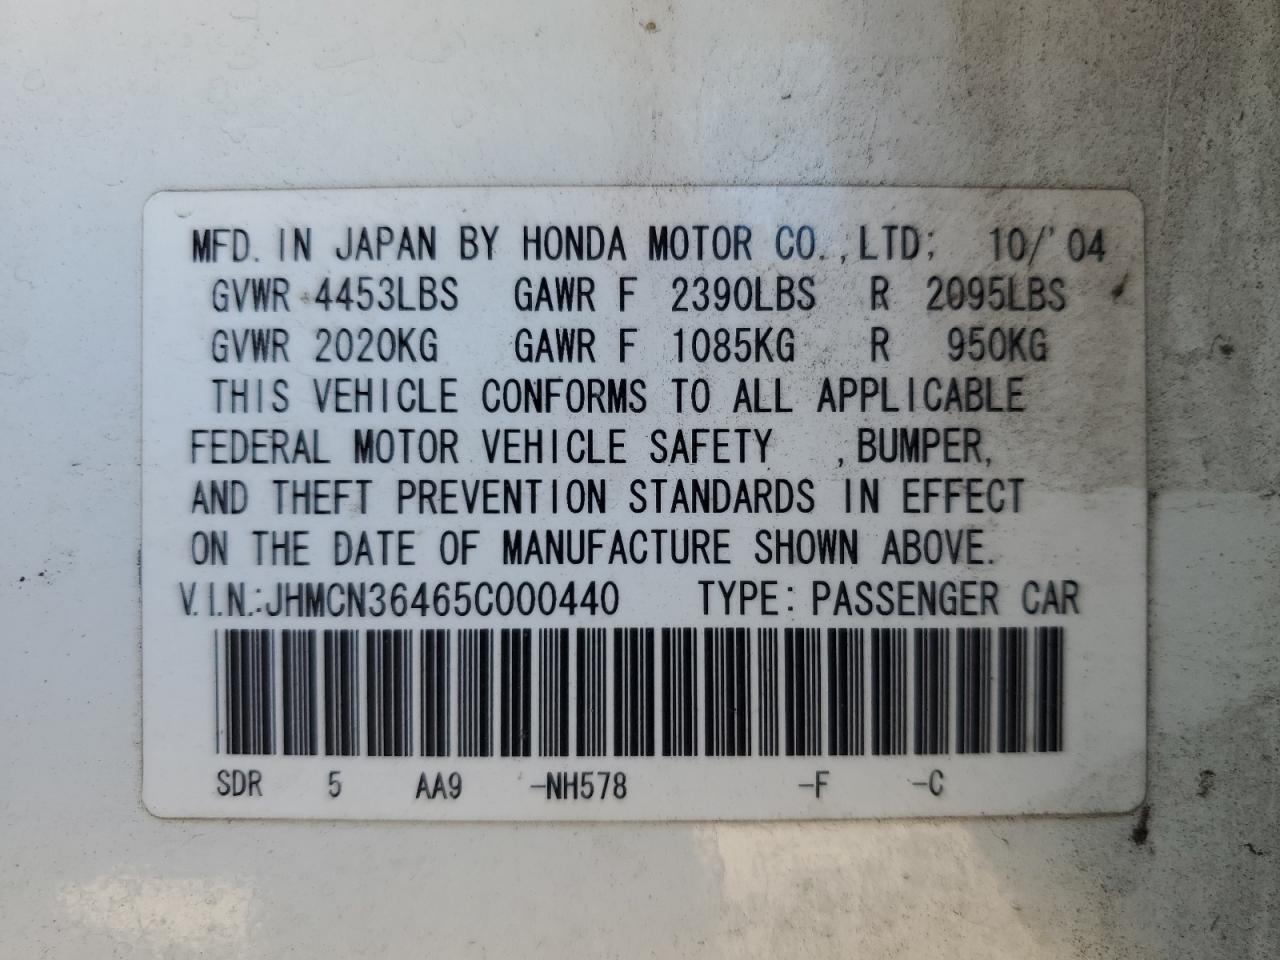 MFD. IN JAPAN BY HONDA MOTOR CO.,LTD; 10/'04
GVWR 4453LBS GAWR F 2390LBS R 2095LBS
GVWR 2020KG GAWR F 1085KG R 950KG
THIS VEHICLE CONFORMS TO ALL APPLICABLE
FEDERAL MOTOR VEHICLE SAFETY ,BUMPER,
AND THEFT PREVENTION STANDARDS IN EFFECT
ON THE DATE OF MANUFACTURE SHOWN ABOVE.
V.I.N.:JHMCN36465C000440 TYPE: PASSENGER CAR
SDR 5 AA9 -NH578 -F -C